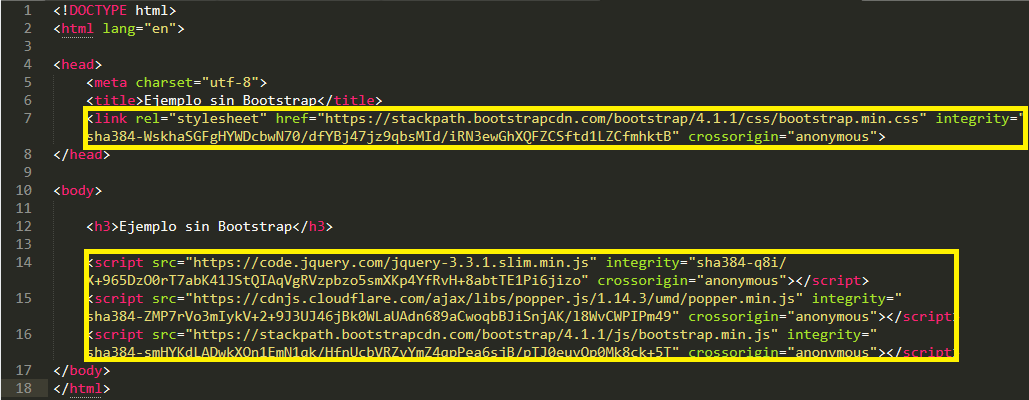 1 <!DOCTYPE html>
2 <html lang="en">
3
4 <head>
5 <meta charset="utf-8">
6 <title>Ejemplo sin Bootstrap</title>
7 <link rel="stylesheet" href="https://stackpath.bootstrapcdn.com/bootstrap/4.1.1/css/bootstrap.min.css" integrity="
sha384-WskhaSGFgHYWDcbwN70/dfYBj47jz9qbsMId/iRN3ewGhXQFZCSftd1LZCfmhktB" crossorigin="anonymous">
8 </head>
9
10 <body>
11
12 <h3>Ejemplo sin Bootstrap</h3>
13
14 <script src="https://code.jquery.com/jquery-3.3.1.slim.min.js" integrity="sha384-q8i/
X+965DzO0rT7abK41JStQIAqVgRVzpbzo5smXKp4YfRvH+8abtTE1Pi6jizo" crossorigin="anonymous"></script>
15 <script src="https://cdnjs.cloudflare.com/ajax/libs/popper.js/1.14.3/umd/popper.min.js" integrity="
sha384-ZMP7rVo3mIykV+2+9J3UJ46jBk0WLaUAdn689aCwoqbBJiSnjAK/l8WvCWPIPm49" crossorigin="anonymous"></script
16 <script src="https://stackpath.bootstrapcdn.com/bootstrap/4.1.1/js/bootstrap.min.js" integrity="
sha384-smHYKdLADwkXOn1EmN1qk/HfnUcbVRZyYmZ4qpPea6sjB/pTJ0euyQp0Mk8ck+5T" crossorigin="anonymous"></script
17 </body>
18 </html>